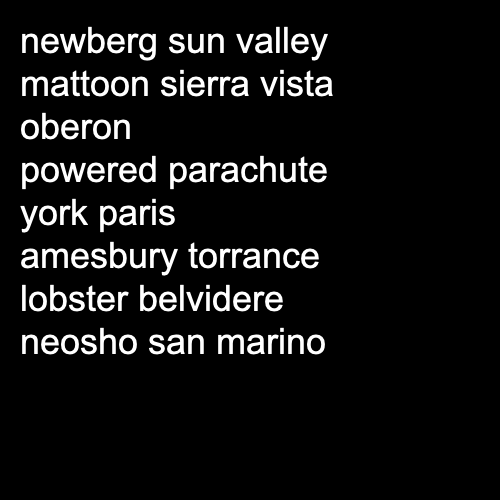 newberg sun valley
mattoon sierra vista
oberon
powered parachute
york paris
amesbury torrance
lobster belvidere
neosho san marino